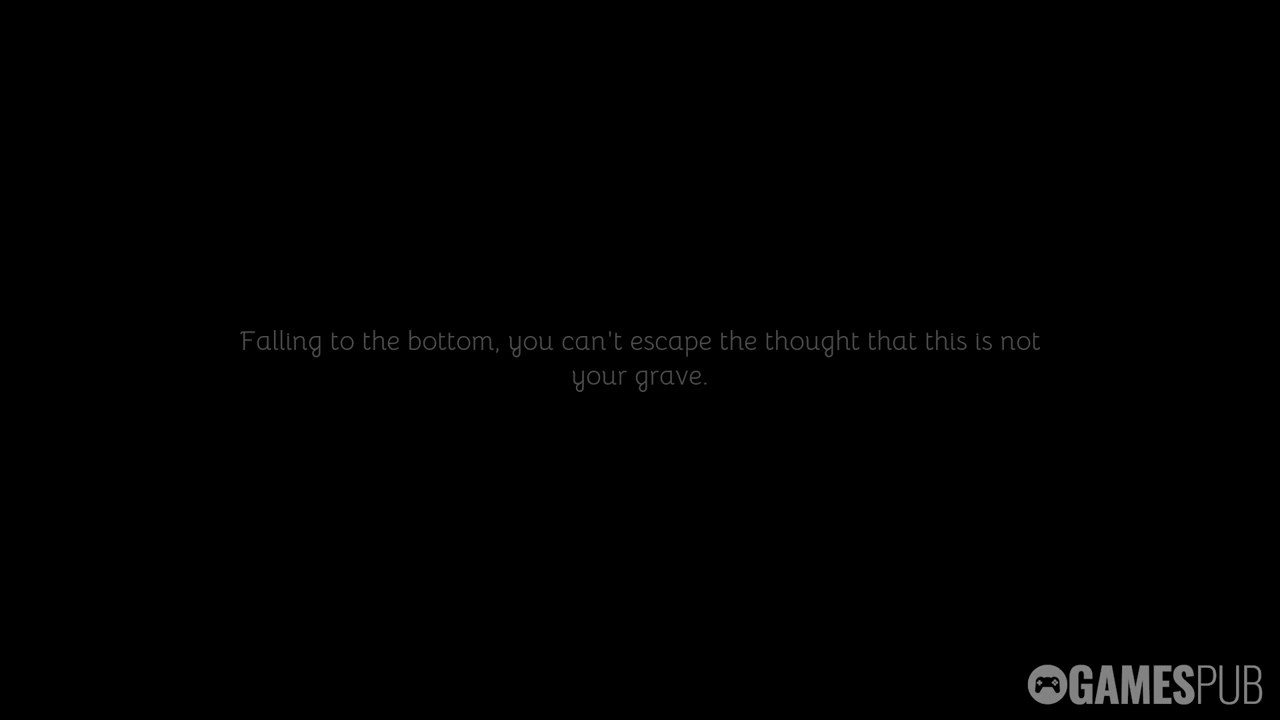 Falling to the bottom, you can't escape the thought that this is not
your grave.
GAMESPUB